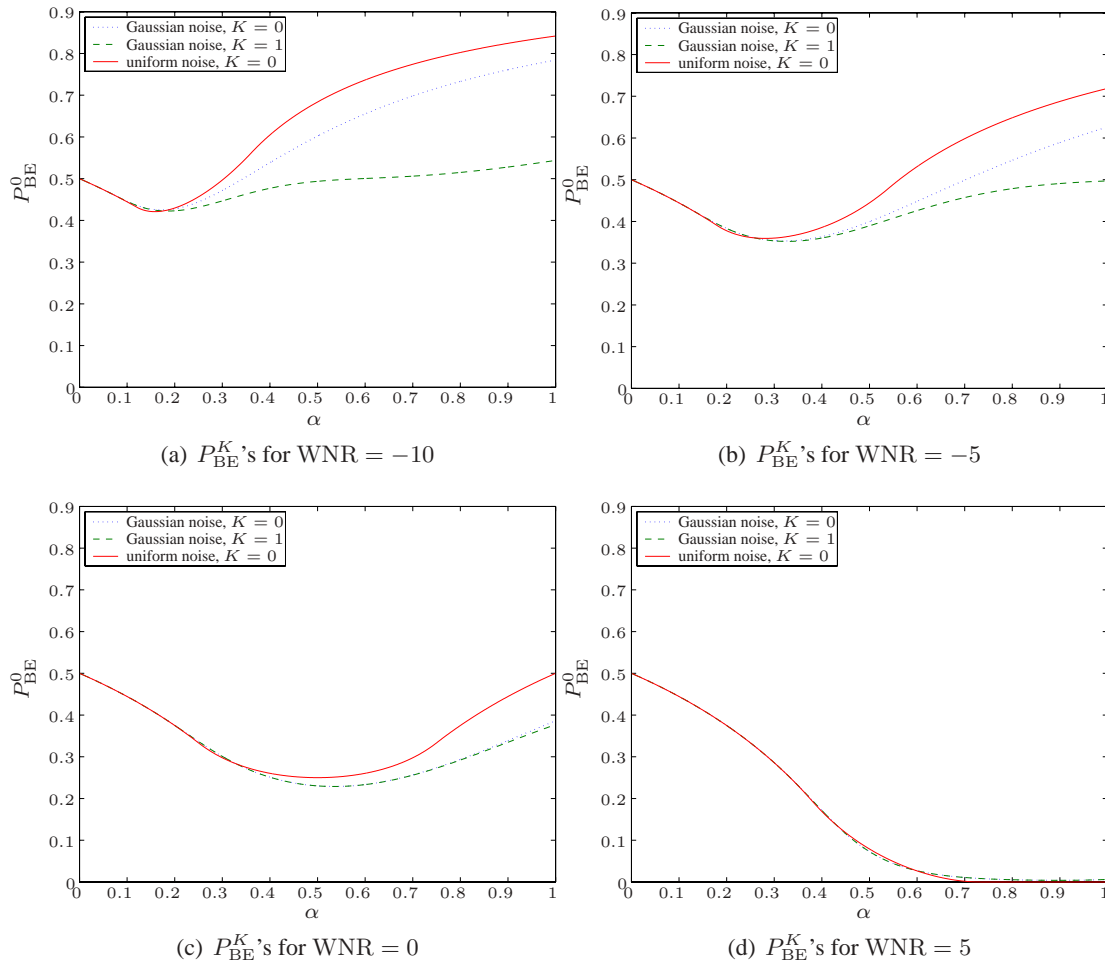 0.9
Gaussian noise, K = 0
Gaussian noise, K = 1
uniform noise, K = 0
0.8
0.7
0.6
0.5
0.4
0.3
0.2
0.1
0
P⁰_BE
0 0.1 0.2 0.3 0.4 0.5 0.6 0.7 0.8 0.9 1
α
(a) P^K_BE's for WNR = −10
0.9
Gaussian noise, K = 0
Gaussian noise, K = 1
uniform noise, K = 0
0.8
0.7
0.6
0.5
0.4
0.3
0.2
0.1
0
P⁰_BE
0 0.1 0.2 0.3 0.4 0.5 0.6 0.7 0.8 0.9 1
α
(b) P^K_BE's for WNR = −5
0.9
Gaussian noise, K = 0
Gaussian noise, K = 1
uniform noise, K = 0
0.8
0.7
0.6
0.5
0.4
0.3
0.2
0.1
0
P⁰_BE
0 0.1 0.2 0.3 0.4 0.5 0.6 0.7 0.8 0.9 1
α
(c) P^K_BE's for WNR = 0
0.9
Gaussian noise, K = 0
Gaussian noise, K = 1
uniform noise, K = 0
0.8
0.7
0.6
0.5
0.4
0.3
0.2
0.1
0
P⁰_BE
0 0.1 0.2 0.3 0.4 0.5 0.6 0.7 0.8 0.9 1
α
(d) P^K_BE's for WNR = 5